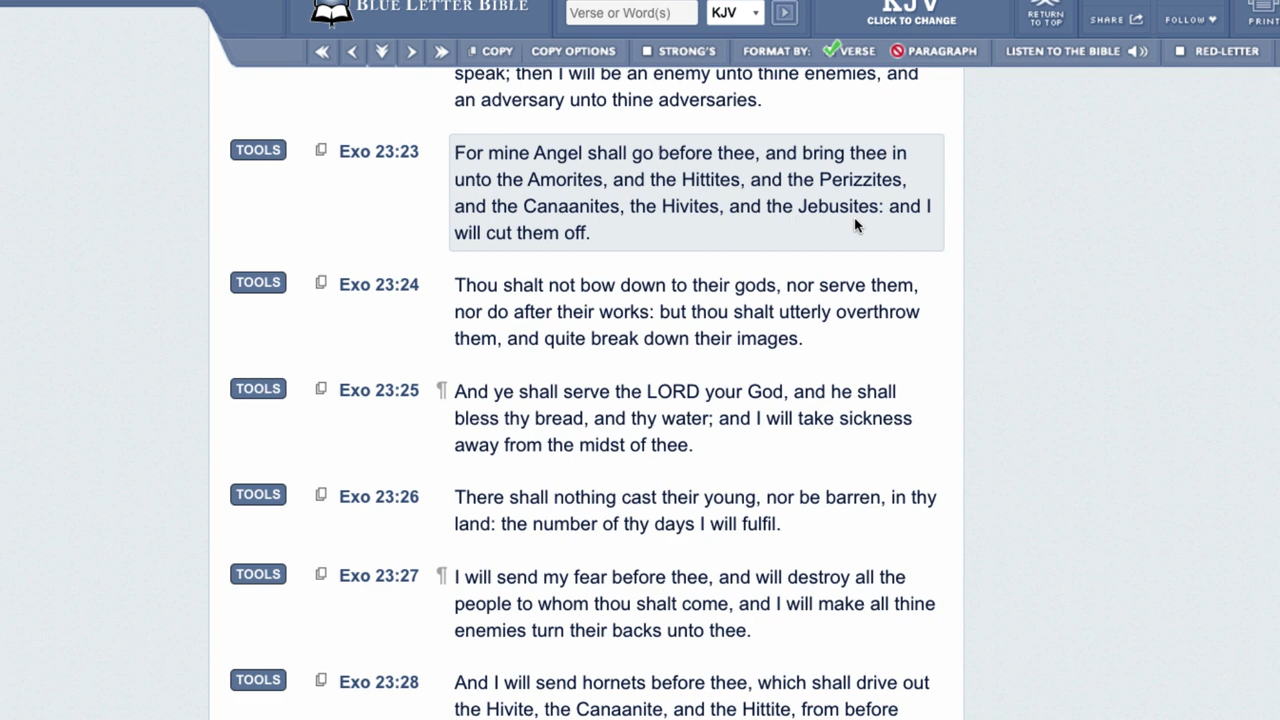 BLUE LETTER BIBLE
Verse or Word(s)
KJV
KJV
CLICK TO CHANGE
RETURN
TO TOP
SHARE
FOLLOW
PRINT
COPY
COPY OPTIONS
STRONG'S
FORMAT BY:
VERSE
PARAGRAPH
LISTEN TO THE BIBLE
RED-LETTER
speak; then I will be an enemy unto thine enemies, and
an adversary unto thine adversaries.
TOOLS
Exo 23:23
For mine Angel shall go before thee, and bring thee in
unto the Amorites, and the Hittites, and the Perizzites,
and the Canaanites, the Hivites, and the Jebusites: and I
will cut them off.
TOOLS
Exo 23:24
Thou shalt not bow down to their gods, nor serve them,
nor do after their works: but thou shalt utterly overthrow
them, and quite break down their images.
TOOLS
Exo 23:25
¶ And ye shall serve the LORD your God, and he shall
bless thy bread, and thy water; and I will take sickness
away from the midst of thee.
TOOLS
Exo 23:26
There shall nothing cast their young, nor be barren, in thy
land: the number of thy days I will fulfil.
TOOLS
Exo 23:27
¶ I will send my fear before thee, and will destroy all the
people to whom thou shalt come, and I will make all thine
enemies turn their backs unto thee.
TOOLS
Exo 23:28
And I will send hornets before thee, which shall drive out
the Hivite, the Canaanite, and the Hittite, from before